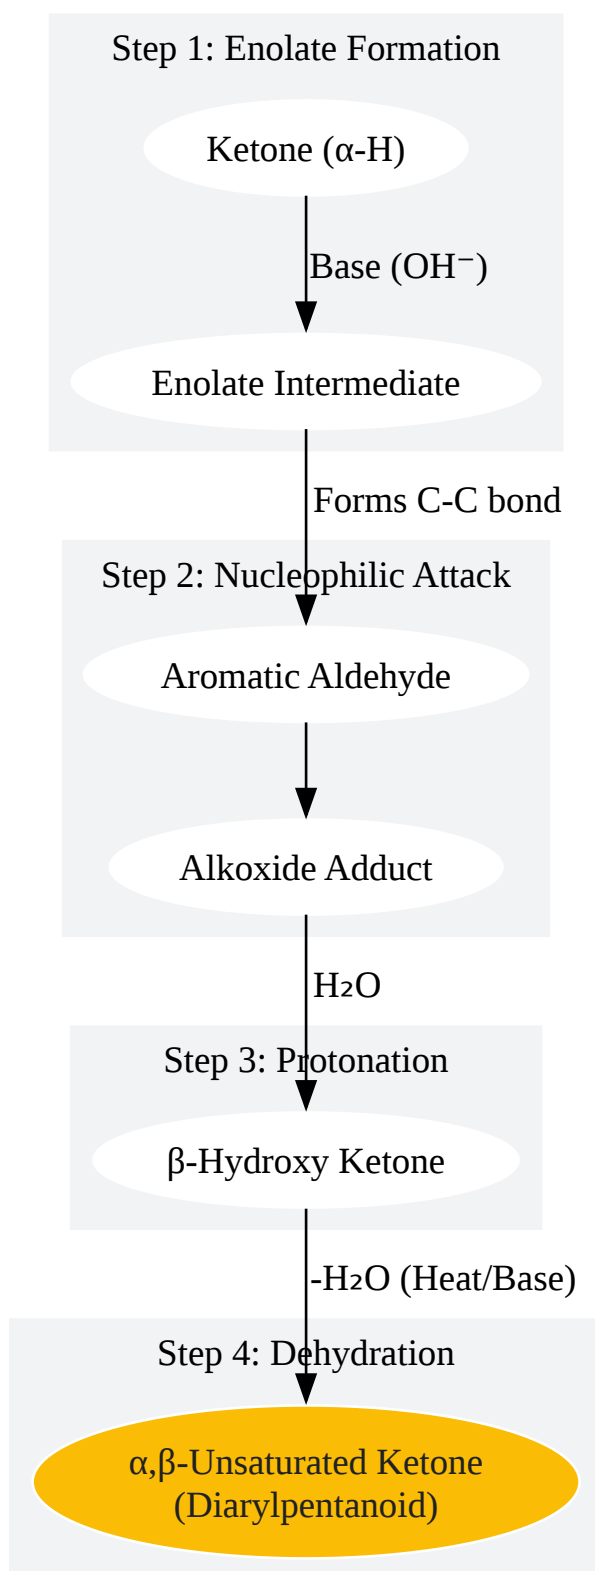 Step 1: Enolate Formation
Ketone (α-H)
Base (OH⁻)
Enolate Intermediate
Forms C-C bond
Step 2: Nucleophilic Attack
Aromatic Aldehyde
Alkoxide Adduct
H₂O
Step 3: Protonation
β-Hydroxy Ketone
-H₂O (Heat/Base)
Step 4: Dehydration
α,β-Unsaturated Ketone
(Diarylpentanoid)